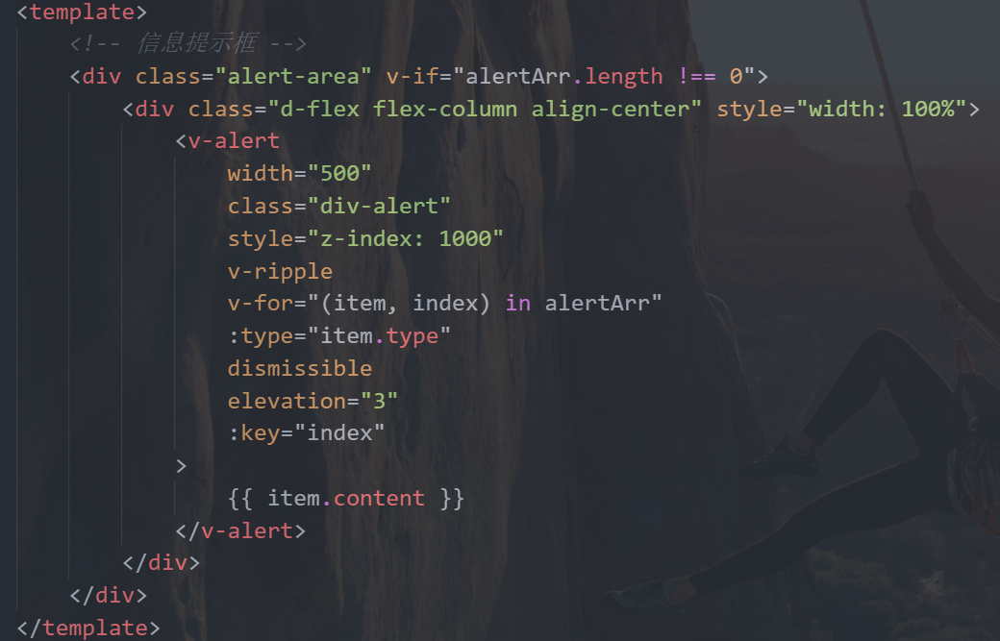 <template>
<!-- 信息提示框 -->
<div class="alert-area" v-if="alertArr.length !== 0">
<div class="d-flex flex-column align-center" style="width: 100%">
<v-alert
width="500"
class="div-alert"
style="z-index: 1000"
v-ripple
v-for="(item, index) in alertArr"
:type="item.type"
dismissible
elevation="3"
:key="index"
>
{{ item.content }}
</v-alert>
</div>
</div>
</template>